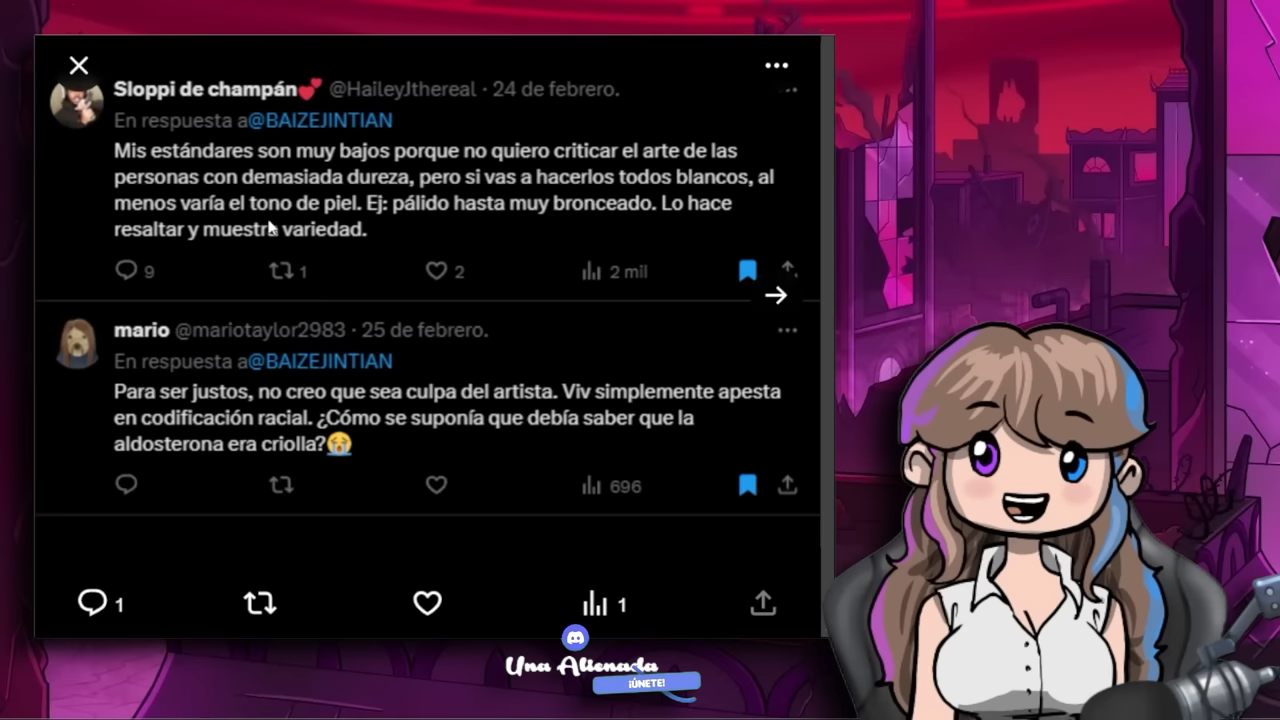 Sloppi de champán💕 @HaileyJthereal · 24 de febrero.
En respuesta a@BAIZEJINTIAN
Mis estándares son muy bajos porque no quiero criticar el arte de las
personas con demasiada dureza, pero si vas a hacerlos todos blancos, al
menos varía el tono de piel. Ej: pálido hasta muy bronceado. Lo hace
resaltar y muestra variedad.
9 1 2 2 mil
mario @mariotaylor2983 · 25 de febrero.
En respuesta a@BAIZEJINTIAN
Para ser justos, no creo que sea culpa del artista. Viv simplemente apesta
en codificación racial. ¿Cómo se suponía que debía saber que la
aldosterona era criolla?😭
696
1 1
Una Alienada
¡ÚNETE!